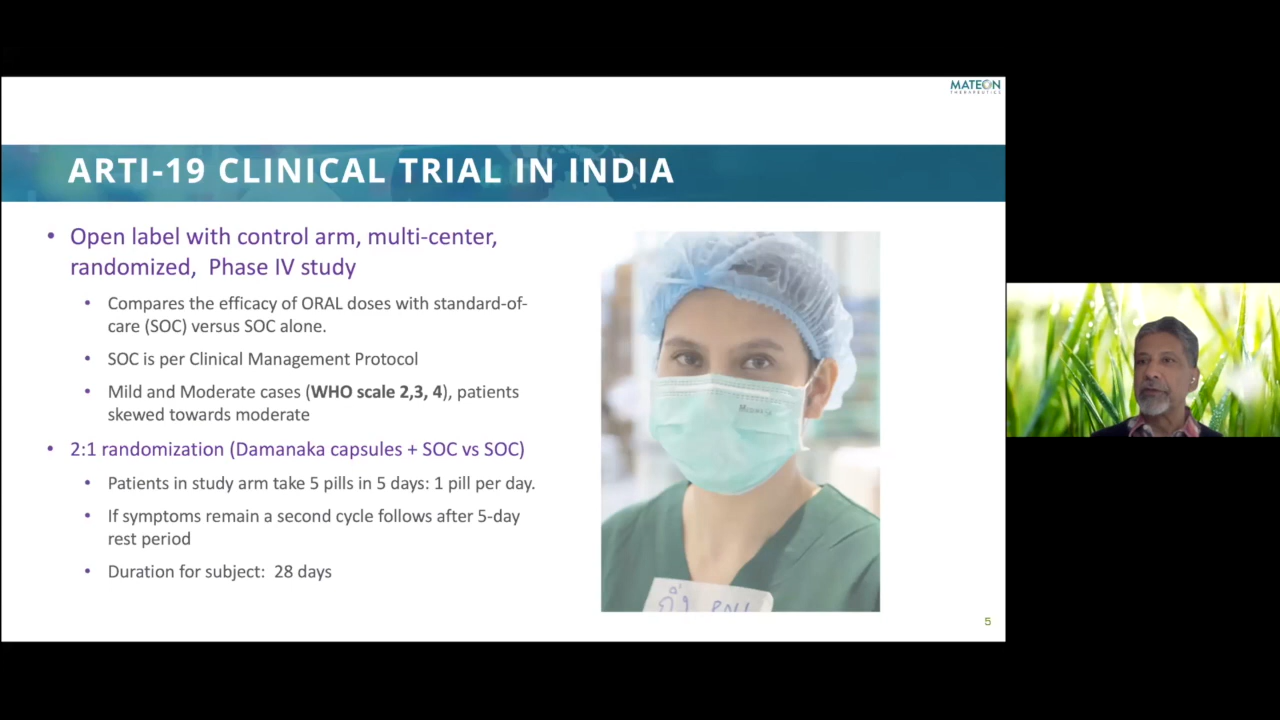 MATEON
THERAPEUTICS
ARTI-19 CLINICAL TRIAL IN INDIA
• Open label with control arm, multi-center,
randomized,  Phase IV study
• Compares the efficacy of ORAL doses with standard-of-
care (SOC) versus SOC alone.
• SOC is per Clinical Management Protocol
• Mild and Moderate cases (WHO scale 2,3, 4), patients
skewed towards moderate
• 2:1 randomization (Damanaka capsules + SOC vs SOC)
• Patients in study arm take 5 pills in 5 days: 1 pill per day.
• If symptoms remain a second cycle follows after 5-day
rest period
• Duration for subject:  28 days
5